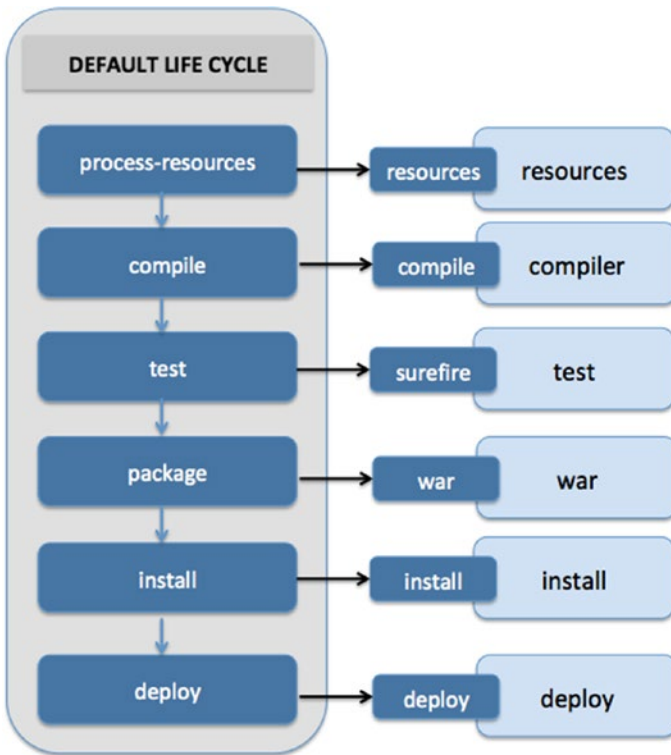 DEFAULT LIFE CYCLE
process-resources
resources
resources
compile
compile
compiler
test
surefire
test
package
war
war
install
install
install
deploy
deploy
deploy